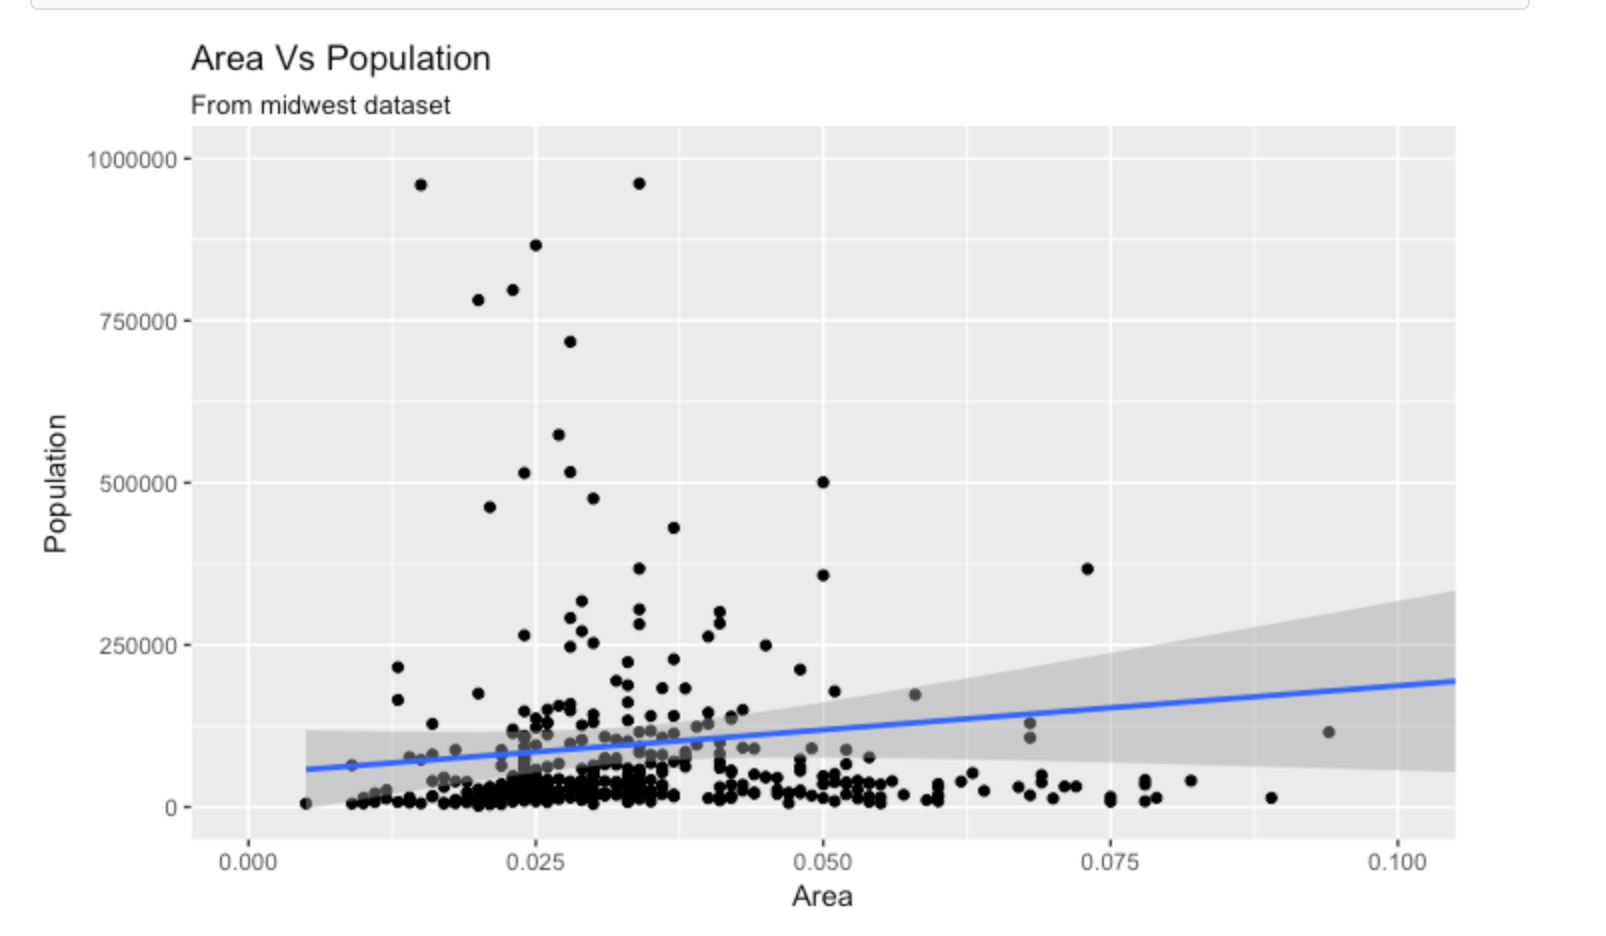 Area Vs Population
From midwest dataset
1000000
750000
500000
250000
0
Population
0.000 0.025 0.050 0.075 0.100
Area